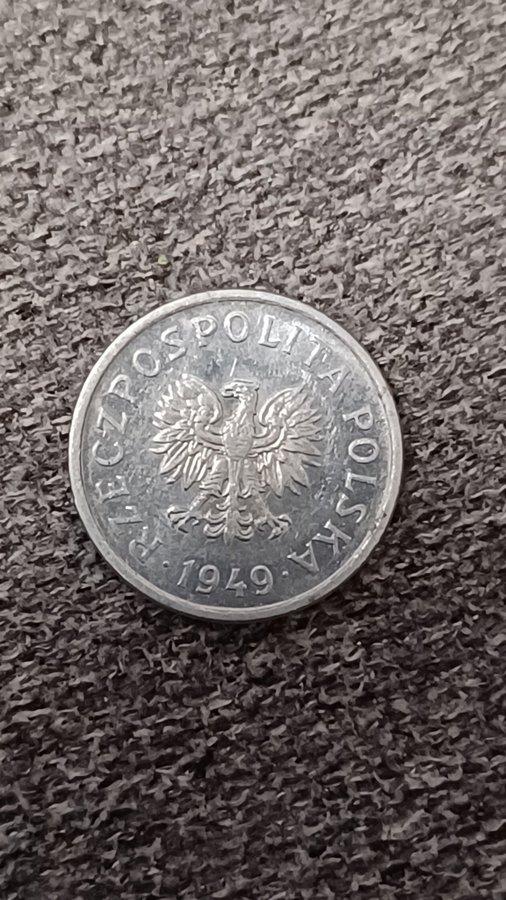 RZECZPOSPOLITA POLSKA
· 1949 ·